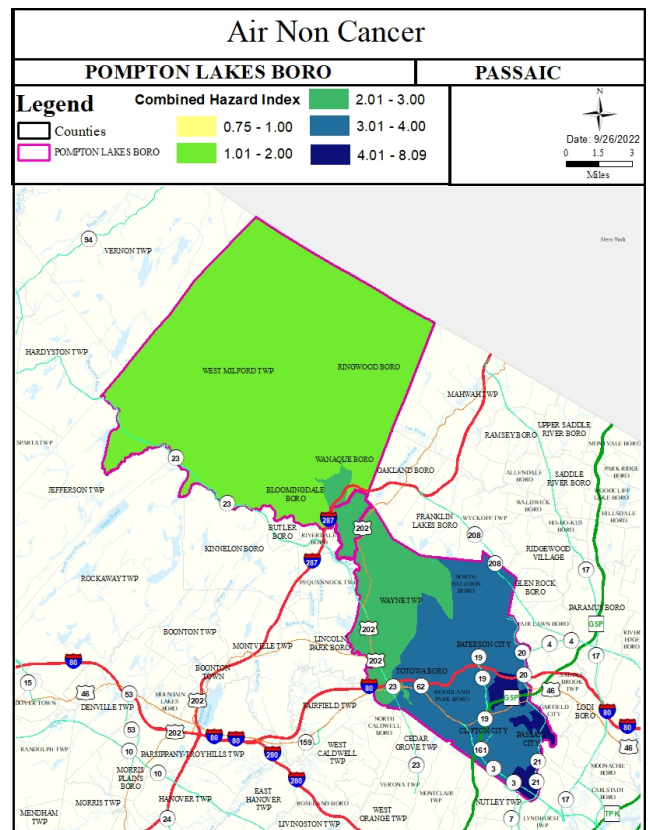 Air Non Cancer
POMPTON LAKES BORO
PASSAIC
Legend
Counties
POMPTON LAKES BORO
Combined Hazard Index
0.75 - 1.00
1.01 - 2.00
2.01 - 3.00
3.01 - 4.00
4.01 - 8.09
N
Date: 9/26/2022
0 1.5 3
Miles
New York
94
VERNON TWP
HARDYSTON TWP
WEST MILFORD TWP
RINGWOOD BORO
MAHWAH TWP
UPPER SADDLE
RIVER BORO
RAMSEY BORO
MONTVALE BORO
SPARTA TWP
23
WANAQUE BORO
OAKLAND BORO
ALLENDALE
BORO
SADDLE
RIVER BORO
PARK RIDGE
BORO
WOODCLIFF
LAKE BORO
JEFFERSON TWP
23
BLOOMINGDALE
BORO
WALDWICK
BORO
HILLSDALE
BORO
287
202
FRANKLIN
LAKES BORO
WYCKOFF TWP
HO-HO-KUS
BORO
BUTLER
BORO
RIVERDALE
BORO
208
RIDGEWOOD
VILLAGE
KINNELON BORO
287
208
17
ROCKAWAY TWP
PEQUANNOCK TWP
NORTH
HALEDON
BORO
GLEN ROCK
BORO
WAYNE TWP
PARAMUS BORO
BOONTON TWP
202
FAIR LAWN BORO
GSP
RIVER
EDGE
BORO
MONTVILLE TWP
LINCOLN
PARK BORO
PATERSON CITY
20
4
4
17
80
BOONTON
TOWN
202
TOTOWA BORO
19
20
SADDLE
BROOK
TWP
15
46
53
MOUNTAIN
LAKES
BORO
202
80
23
62
19
WOODLAND
PARK BORO
GSP
46
DOVER TOWN
DENVILLE TWP
FAIRFIELD TWP
GARFIELD
CITY
LODI
BORO
80
53
202
80
80
NORTH
CALDWELL
BORO
19
CLIFTON CITY
PASSAIC
CITY
RANDOLPH TWP
10
PARSIPPANY-TROY HILLS TWP
159
WEST
CALDWELL
TWP
CEDAR
GROVE TWP
161
46
MORRIS
PLAINS
BORO
10
280
23
3
21
MOONACHIE
BORO
MORRIS TWP
HANOVER TWP
EAST
HANOVER
TWP
280
ROSELAND BORO
VERONA TWP
MONTCLAIR
TWP
3
21
CARLSTADT
BORO
MENDHAM
TWP
24
LIVINGSTON TWP
WEST
ORANGE TWP
NUTLEY TWP
7
17
LYNDHURST
TWP
TPK